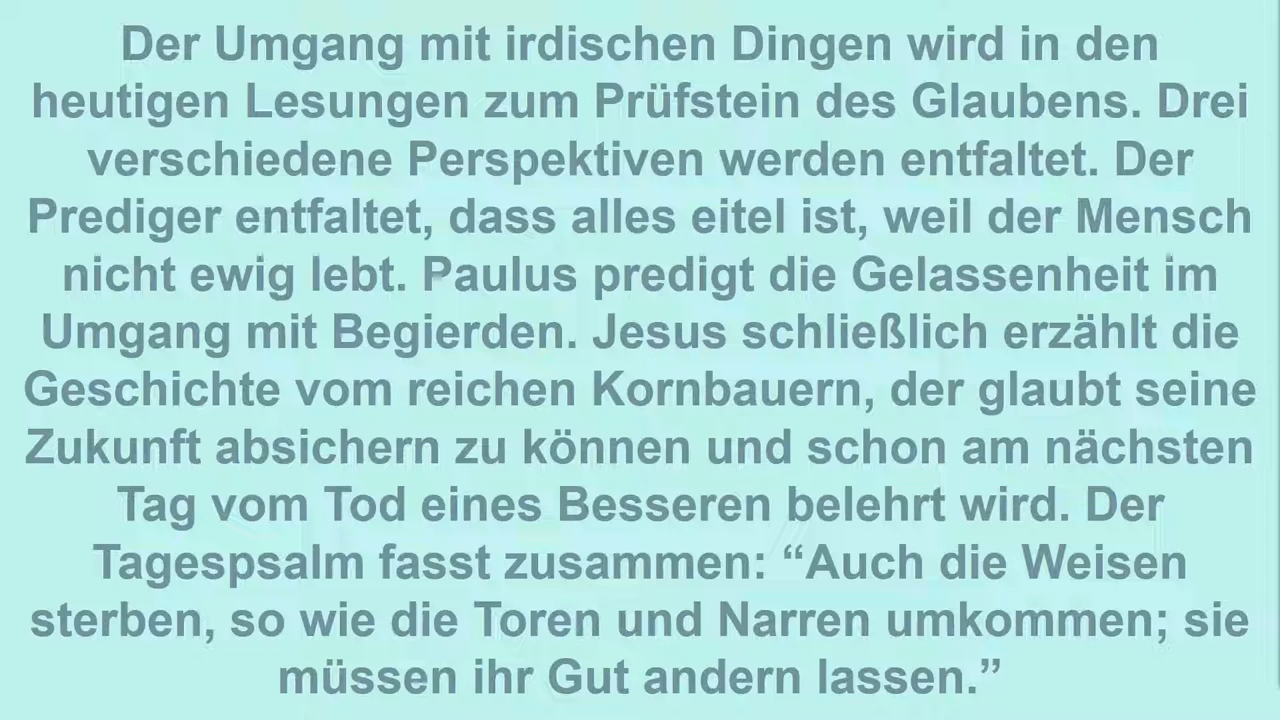 Der Umgang mit irdischen Dingen wird in den
heutigen Lesungen zum Prüfstein des Glaubens. Drei
verschiedene Perspektiven werden entfaltet. Der
Prediger entfaltet, dass alles eitel ist, weil der Mensch
nicht ewig lebt. Paulus predigt die Gelassenheit im
Umgang mit Begierden. Jesus schließlich erzählt die
Geschichte vom reichen Kornbauern, der glaubt seine
Zukunft absichern zu können und schon am nächsten
Tag vom Tod eines Besseren belehrt wird. Der
Tagespsalm fasst zusammen: “Auch die Weisen
sterben, so wie die Toren und Narren umkommen; sie
müssen ihr Gut andern lassen.”